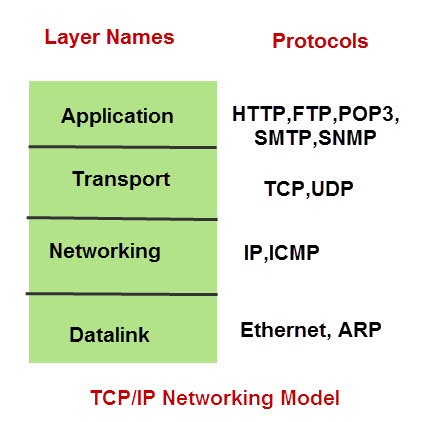 Layer Names
Protocols
Application
HTTP,FTP,POP3,
SMTP,SNMP
Transport
TCP,UDP
Networking
IP,ICMP
Datalink
Ethernet, ARP
TCP/IP Networking Model